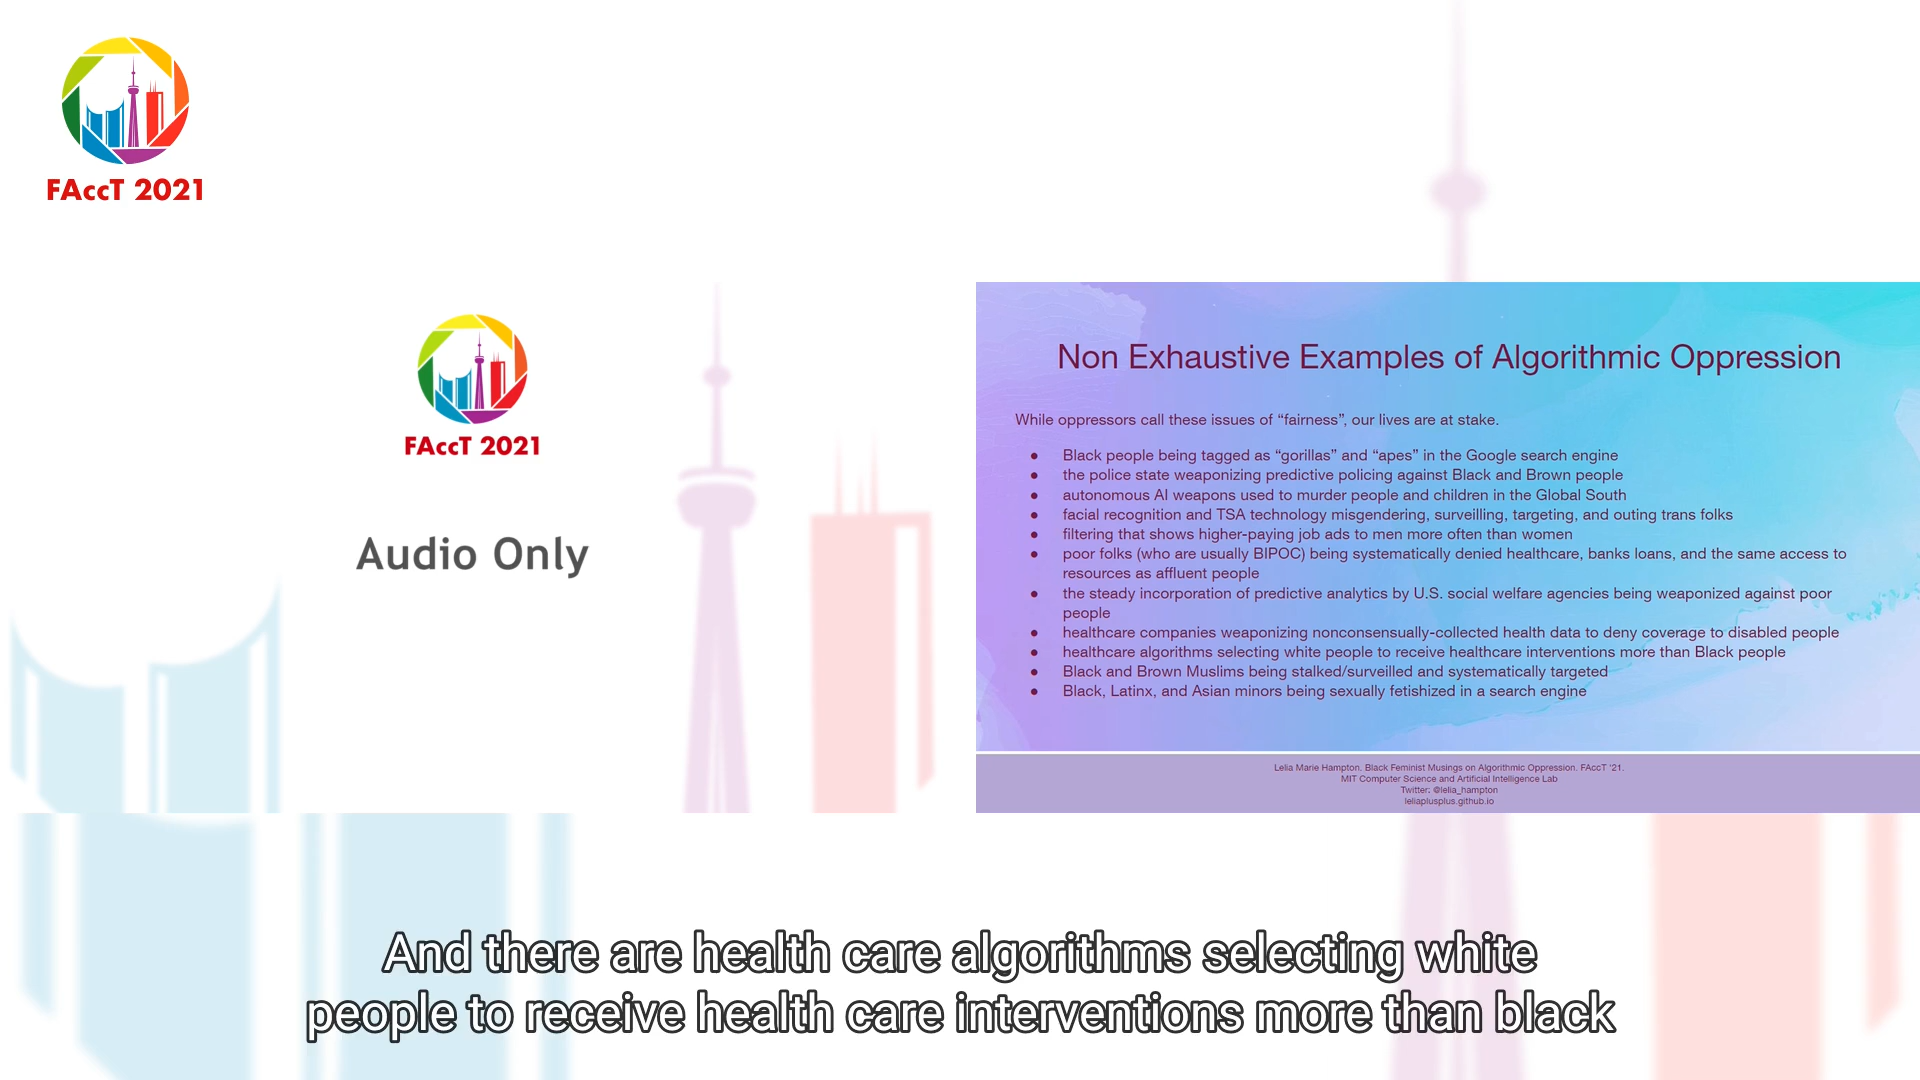 FAccT 2021
FAccT 2021
Audio Only
Non Exhaustive Examples of Algorithmic Oppression
While oppressors call these issues of “fairness”, our lives are at stake.
● Black people being tagged as “gorillas” and “apes” in the Google search engine
● the police state weaponizing predictive policing against Black and Brown people
● autonomous AI weapons used to murder people and children in the Global South
● facial recognition and TSA technology misgendering, surveilling, targeting, and outing trans folks
● filtering that shows higher-paying job ads to men more often than women
● poor folks (who are usually BIPOC) being systematically denied healthcare, banks loans, and the same access to
resources as affluent people
● the steady incorporation of predictive analytics by U.S. social welfare agencies being weaponized against poor
people
● healthcare companies weaponizing nonconsensually-collected health data to deny coverage to disabled people
● healthcare algorithms selecting white people to receive healthcare interventions more than Black people
● Black and Brown Muslims being stalked/surveilled and systematically targeted
● Black, Latinx, and Asian minors being sexually fetishized in a search engine
Lelia Marie Hampton. Black Feminist Musings on Algorithmic Oppression. FAccT '21.
MIT Computer Science and Artificial Intelligence Lab
Twitter: @lelia_hampton
leliaplusplus.github.io
And there are health care algorithms selecting white
people to receive health care interventions more than black